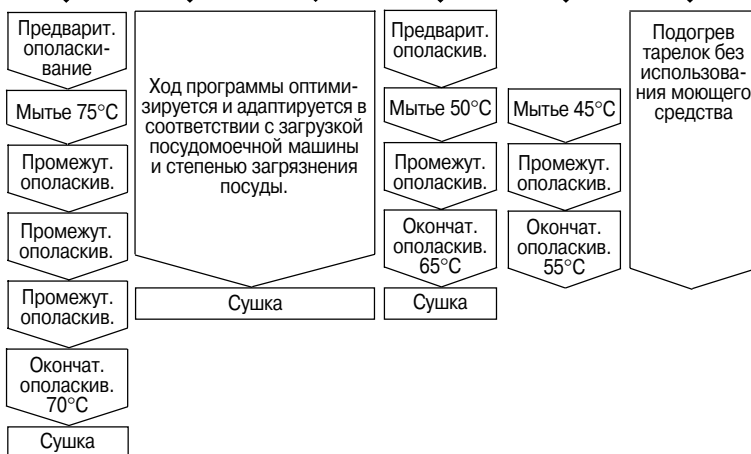 Предварит.
ополаски-
вание
Мытье 75°C
Промежут.
ополаскив.
Промежут.
ополаскив.
Промежут.
ополаскив.
Окончат.
ополаскив.
70°C
Сушка
Ход программы оптими-
зируется и адаптируется в
соответствии с загрузкой
посудомоечной машины
и степенью загрязнения
посуды.
Сушка
Предварит.
ополаскив.
Мытье 50°C
Промежут.
ополаскив.
Окончат.
ополаскив.
65°C
Сушка
Мытье 45°C
Промежут.
ополаскив.
Окончат.
ополаскив.
55°C
Подогрев
тарелок без
использова-
ния моющего
средства